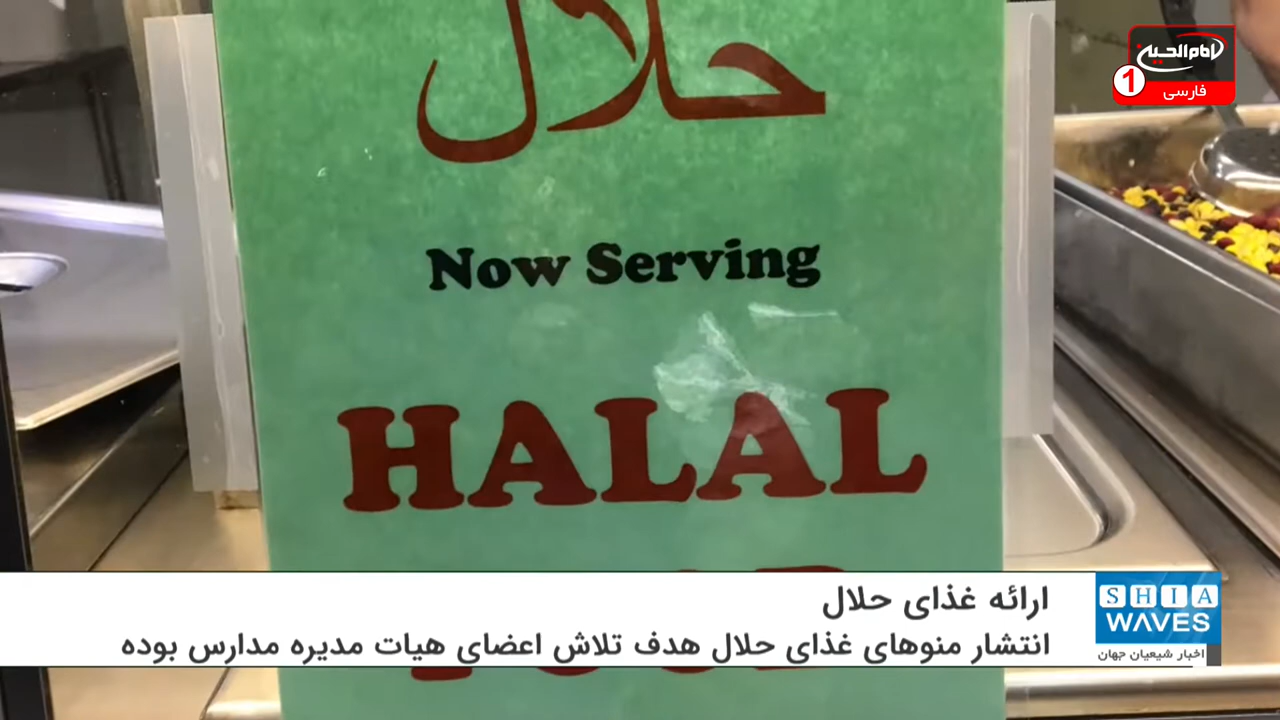 امام الحسین
1
فارسی
حلال
Now Serving
HALAL
ارائه غذای حلال
انتشار منوهای غذای حلال هدف تلاش اعضای هیات مدیره مدارس بوده
SHIA
WAVES
اخبار شیعیان جهان